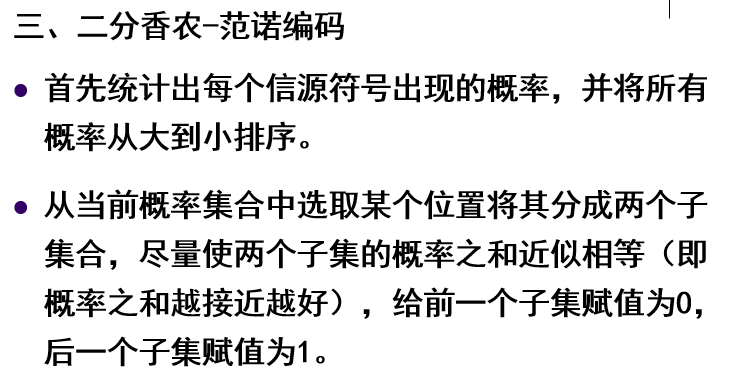 三、二分香农-范诺编码
● 首先统计出每个信源符号出现的概率，并将所有
概率从大到小排序。
● 从当前概率集合中选取某个位置将其分成两个子
集合，尽量使两个子集的概率之和近似相等（即
概率之和越接近越好），给前一个子集赋值为0，
后一个子集赋值为1。